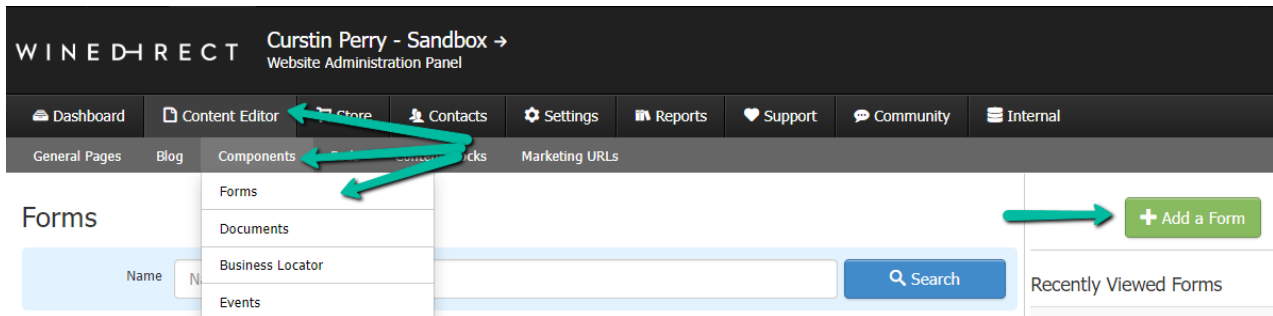 WINEDIRECT
Curstin Perry - Sandbox →
Website Administration Panel
Dashboard Content Editor Store Contacts Settings Reports Support Community Internal
General Pages Blog Components Marketing URLs
Forms
Forms
Documents
Business Locator
Events
Name
Search
+ Add a Form
Recently Viewed Forms